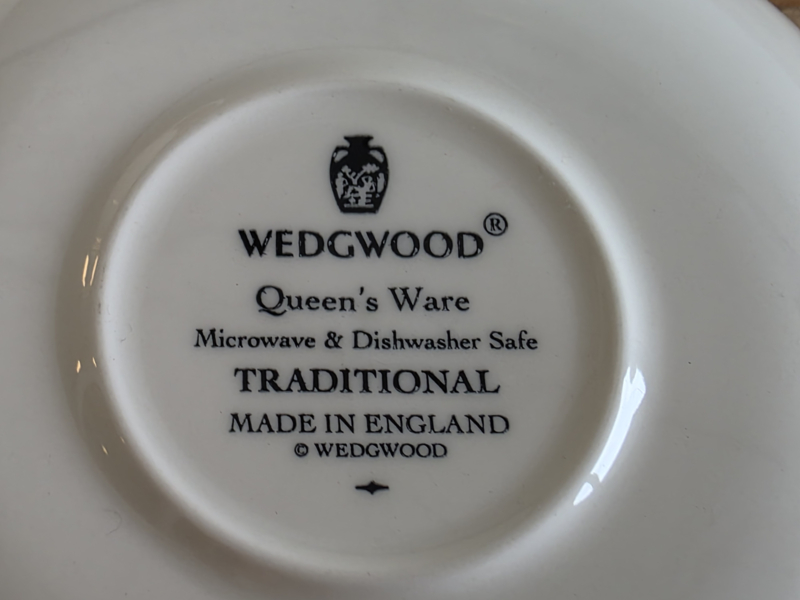 WEDGWOOD®
Queen's Ware
Microwave & Dishwasher Safe
TRADITIONAL
MADE IN ENGLAND
© WEDGWOOD